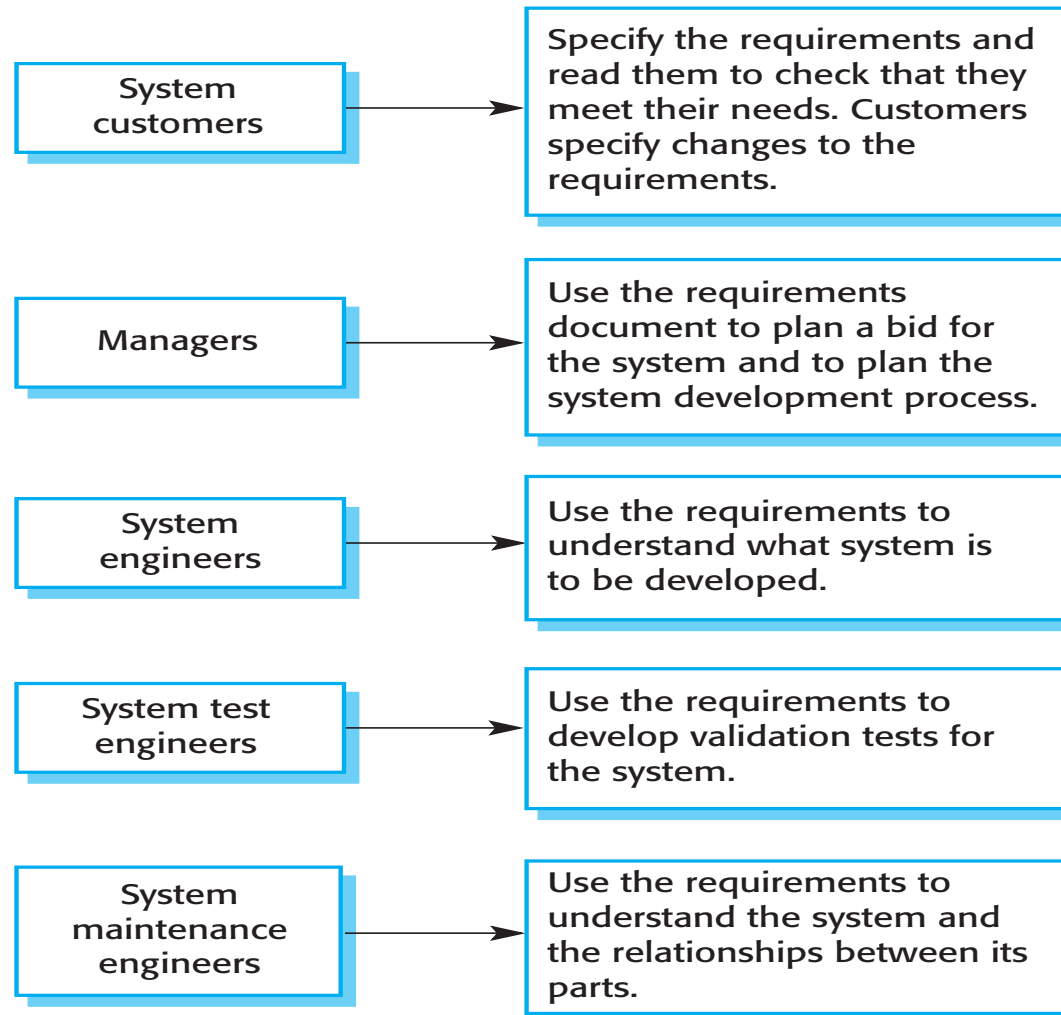 System
customers
Specify the requirements and
read them to check that they
meet their needs. Customers
specify changes to the
requirements.
Managers
Use the requirements
document to plan a bid for
the system and to plan the
system development process.
System
engineers
Use the requirements to
understand what system is
to be developed.
System test
engineers
Use the requirements to
develop validation tests for
the system.
System
maintenance
engineers
Use the requirements to
understand the system and
the relationships between its
parts.